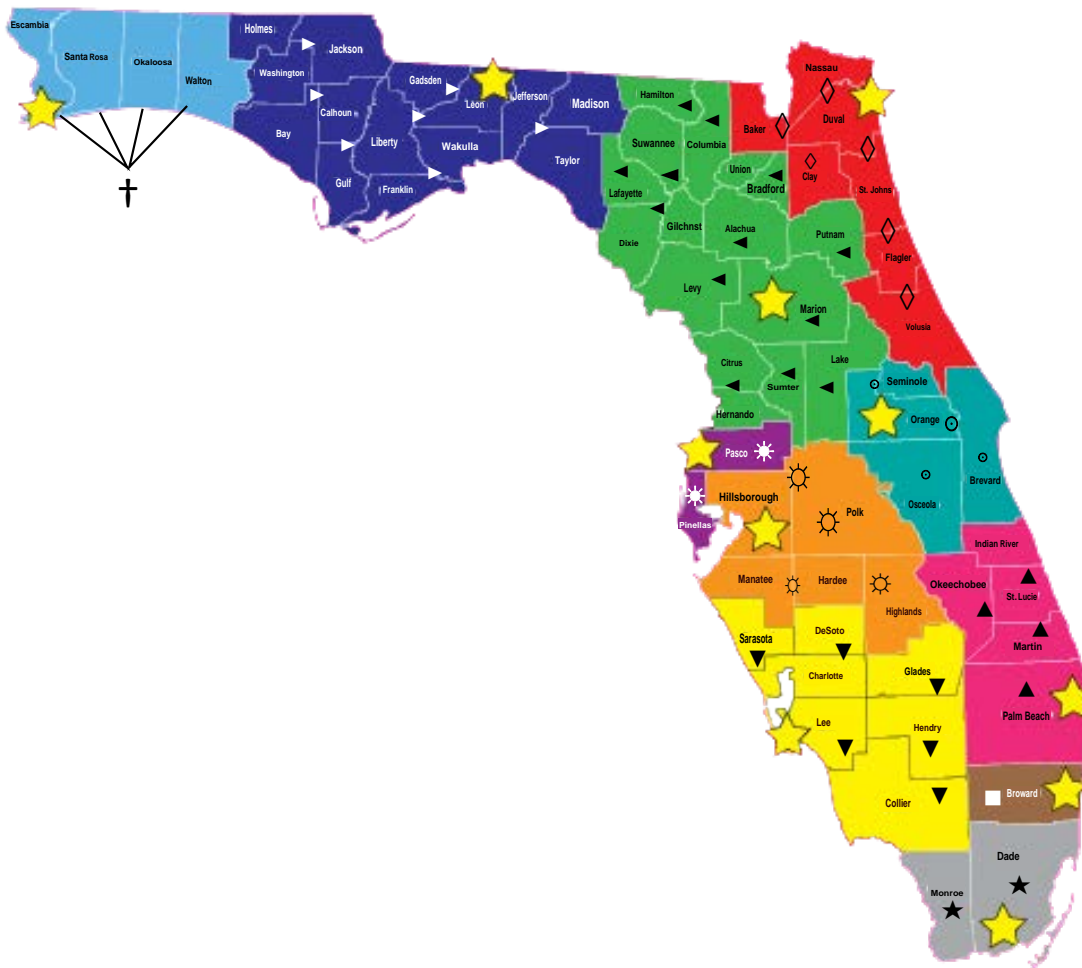 Escambia
Santa Rosa
Okaloosa
Walton
Holmes
Jackson
Washington
Calhoun
Bay
Gulf
Liberty
Franklin
Gadsden
Leon
Wakulla
Jefferson
Madison
Taylor
Hamilton
Suwannee
Columbia
Lafayette
Union
Bradford
Dixie
Gilchnst
Alachua
Putnam
Levy
Marion
Citrus
Sumter
Lake
Hernando
Nassau
Duval
Baker
Clay
St. Johns
Flagler
Volusia
Seminole
Orange
Brevard
Osceola
Pasco
Pinellas
Hillsborough
Polk
Manatee
Hardee
Highlands
Indian River
Okeechobee
St. Lucie
Martin
Palm Beach
Sarasota
DeSoto
Charlotte
Glades
Lee
Hendry
Collier
Broward
Dade
Monroe